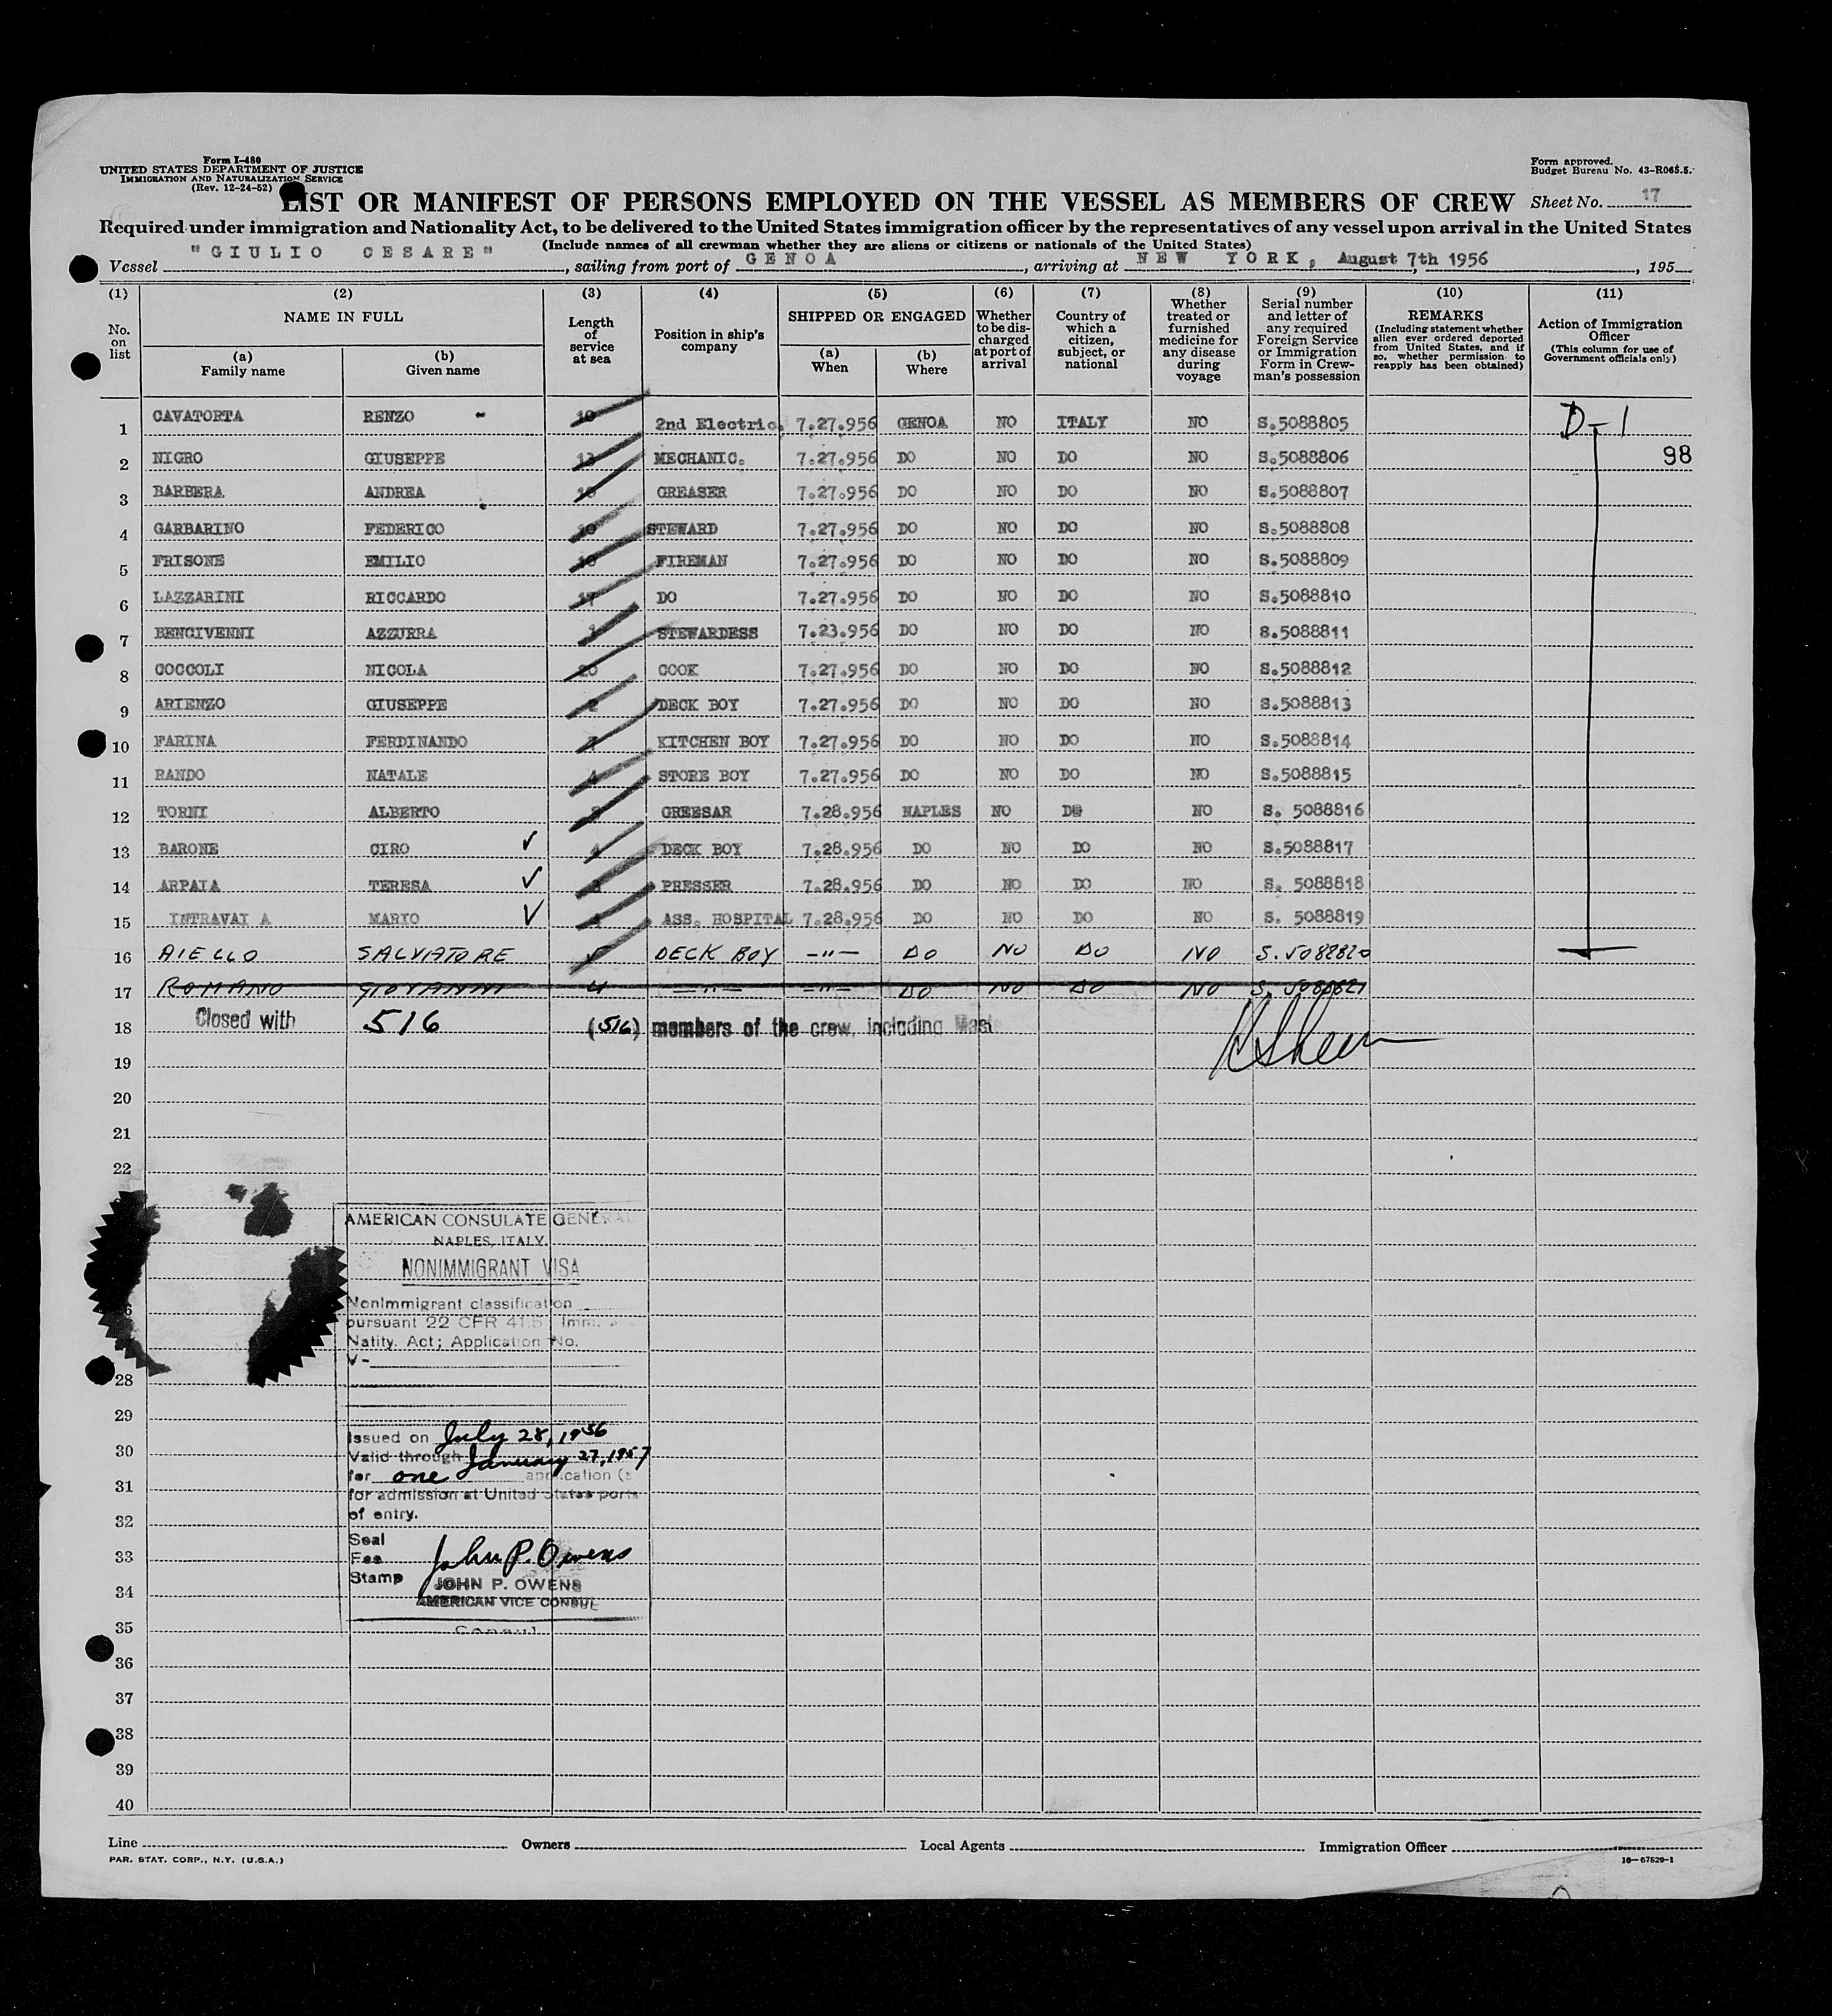 Form I-480
UNITED STATES DEPARTMENT OF JUSTICE
IMMIGRATION AND NATURALIZATION SERVICE
(Rev. 12-24-52)
Form approved.
Budget Bureau No. 43-R065.5.
LIST OR MANIFEST OF PERSONS EMPLOYED ON THE VESSEL AS MEMBERS OF CREW Sheet No. 17
Required under immigration and Nationality Act, to be delivered to the United States immigration officer by the representatives of any vessel upon arrival in the United States
(Include names of all crewman whether they are aliens or citizens or nationals of the United States)
Vessel "GIULIO CESARE", sailing from port of GENOA, arriving at NEW YORK, August 7th 1956, 195
(1) (2) (3) (4) (5) (6) (7) (8) (9) (10) (11)
No. on list
NAME IN FULL
(a) Family name
(b) Given name
Length of service at sea
Position in ship's company
SHIPPED OR ENGAGED
(a) When
(b) Where
Whether to be discharged at port of arrival
Country of which a citizen, subject, or national
Whether treated or furnished medicine for any disease during voyage
Serial number and letter of any required Foreign Service or Immigration Form in Crewman's possession
REMARKS
(Including statement whether alien ever ordered deported from United States, and if so, whether permission to reapply has been obtained)
Action of Immigration Officer
(This column for use of Government officials only)
1 CAVATORTA RENZO - 10 2nd Electric. 7.27.956 GENOA NO ITALY NO S.5088805 D-1
2 NIGRO GIUSEPPE 13 MECHANIC. 7.27.956 DO NO DO NO S.5088806 98
3 BARBERA ANDREA GREASER 7.27.956 DO NO DO NO S.5088807
4 GARBARINO FEDERICO STEWARD 7.27.956 DO NO DO NO S.5088808
5 FRISONE EMILIO FIREMAN 7.27.956 DO NO DO NO S.5088809
6 LAZZARINI RICCARDO 17 DO 7.27.956 DO NO DO NO S.5088810
7 BENCIVENNI AZZURRA 1 STEWARDESS 7.23.956 DO NO DO NO S.5088811
8 COCCOLI NICOLA 20 COOK 7.27.956 DO NO DO NO S.5088812
9 ARIENZO GIUSEPPE 2 DECK BOY 7.27.956 DO NO DO NO S.5088813
10 FARINA FERDINANDO 7 KITCHEN BOY 7.27.956 DO NO DO NO S.5088814
11 RANDO NATALE 4 STORE BOY 7.27.956 DO NO DO NO S.5088815
12 TORNI ALBERTO GREESAR 7.28.956 NAPLES NO DO NO S. 5088816
13 BARONE CIRO ✓ DECK BOY 7.28.956 DO NO DO NO S.5088817
14 ARPAIA TERESA ✓ PRESSER 7.28.956 DO NO DO NO S. 5088818
15 INTRAVAI A MARIO ✓ ASS. HOSPITAL 7.28.956 DO NO DO NO S. 5088819
16 AIELLO SALVIATORE DECK BOY -"- DO NO DO NO S. 5088820
17 ROMANO GIOVANNI 4 -"- -"- DO NO DO NO S. 5088821
18 Closed with 516 (516) members of the crew, including Mast
19
20
21
22
AMERICAN CONSULATE GENERAL
NAPLES, ITALY
NONIMMIGRANT VISA
Nonimmigrant classification
pursuant 22 CFR 41.5 Imm.
Natity. Act; Application No.
V-
28
29
Issued on July 28, 1956
30
Valid through January 27, 1957
for one application (s
31
for admission at United States ports
32
of entry.
Seal
33
Fee
Stamp
John P. Owens
34
JOHN P. OWENS
AMERICAN VICE CONSUL
35
Consul
36
37
38
39
40
Line Owners Local Agents Immigration Officer
PAR. STAT. CORP., N.Y. (U.S.A.)
16—67529-1